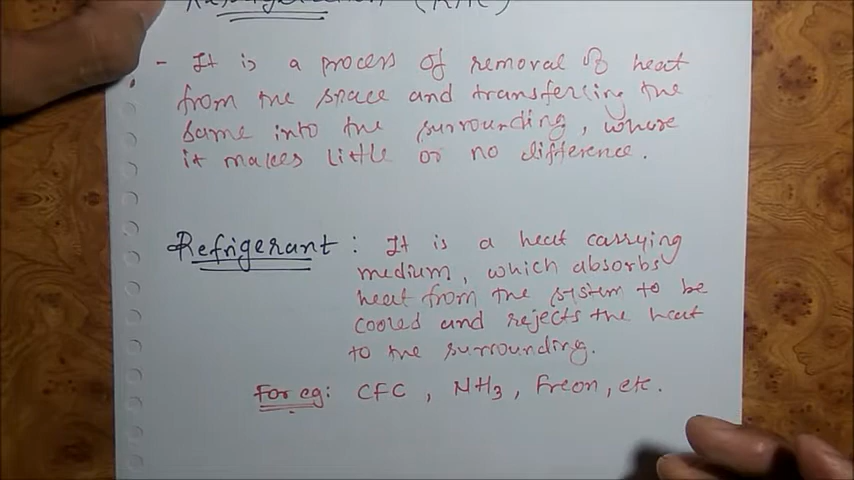 Refrigeration (RAC)
- It is a process of removal of heat
from the space and transferring the
same into the surrounding, where
it makes little or no difference.
Refrigerant : It is a heat carrying
medium, which absorbs
heat from the system to be
cooled and rejects the heat
to the surrounding.
For eg: CFC, NH3, Freon, etc.